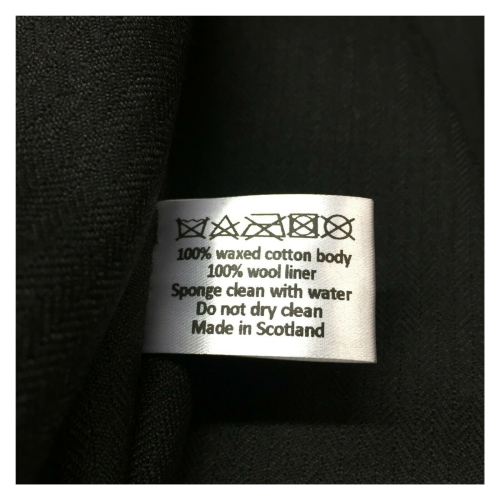 100% waxed cotton body
100% wool liner
Sponge clean with water
Do not dry clean
Made in Scotland